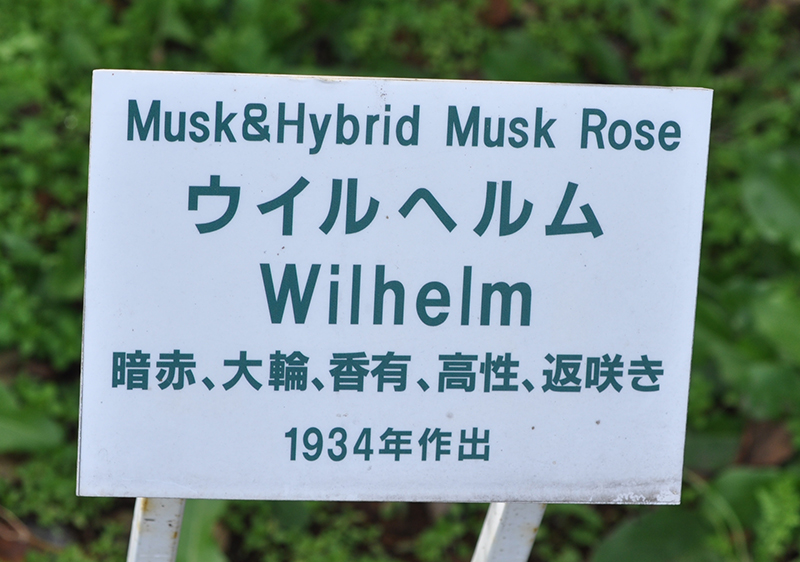 Musk&Hybrid Musk Rose
ウイルヘルム
Wilhelm
暗赤、大輪、香有、高性、返咲き
1934年作出